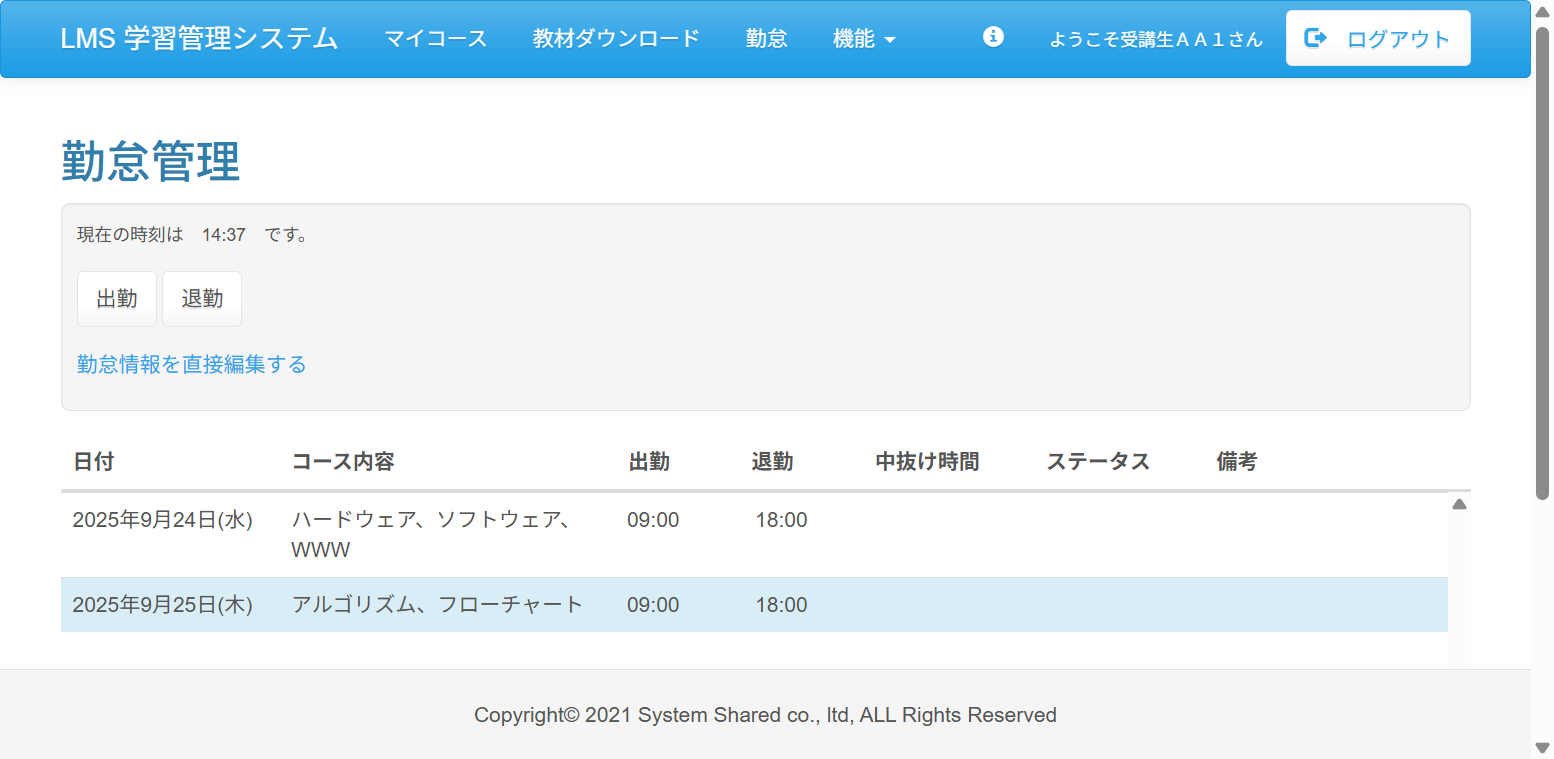 LMS 学習管理システム マイコース 教材ダウンロード 勤怠 機能 ようこそ受講生ＡＡ１さん ログアウト
勤怠管理
現在の時刻は　14:37　です。
出勤 退勤
勤怠情報を直接編集する
日付 コース内容 出勤 退勤 中抜け時間 ステータス 備考
2025年9月24日(水) ハードウェア、ソフトウェア、 09:00 18:00
WWW
2025年9月25日(木) アルゴリズム、フローチャート 09:00 18:00
Copyright© 2021 System Shared co., ltd, ALL Rights Reserved